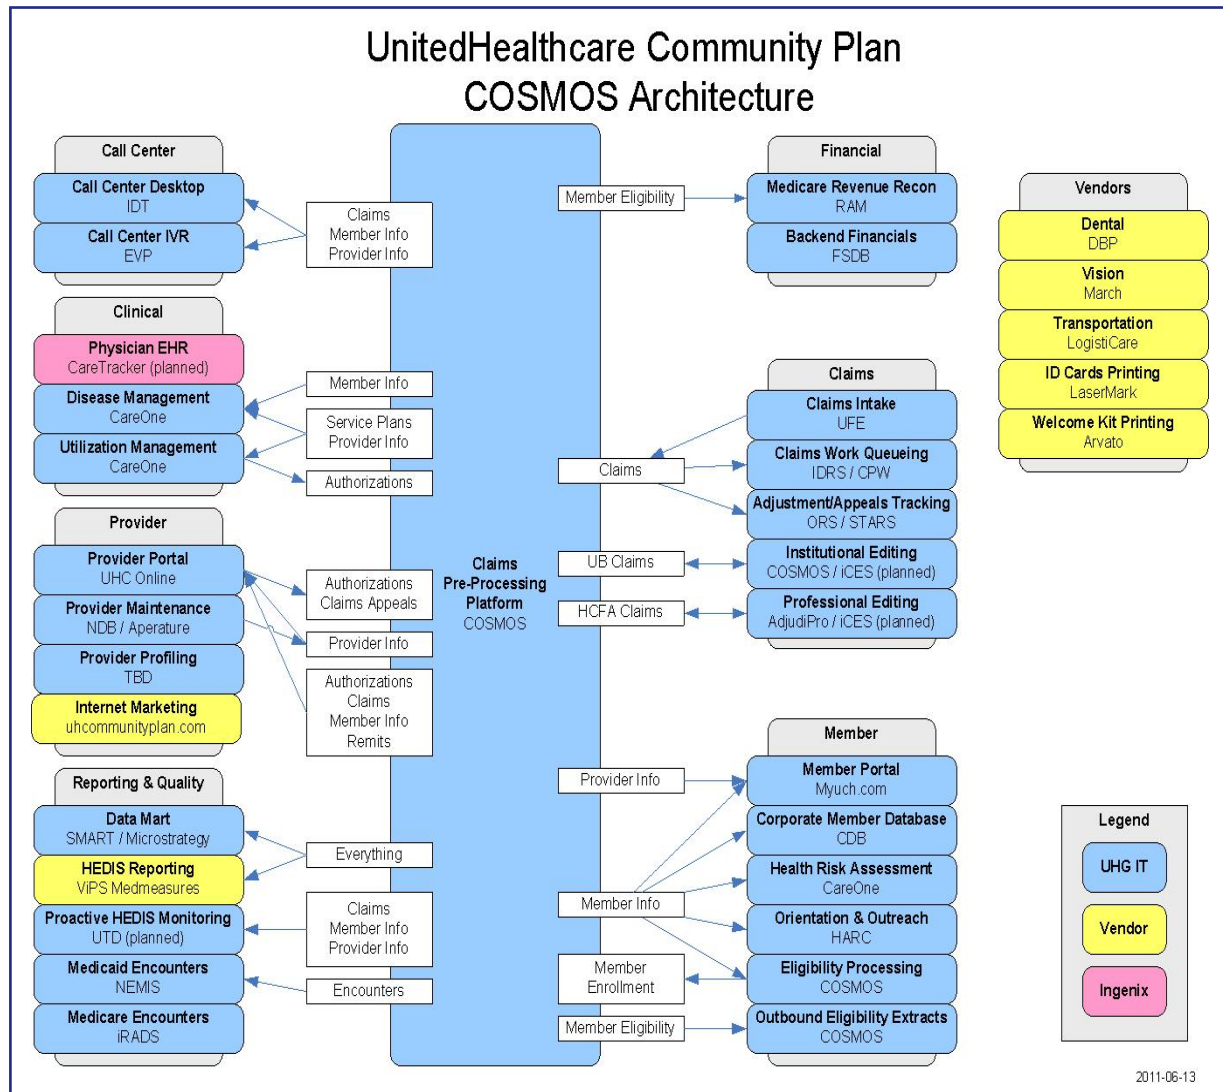 UnitedHealthcare Community Plan
COSMOS Architecture
Call Center
Call Center Desktop
IDT
Call Center IVR
EVP
Claims
Member Info
Provider Info
Clinical
Physician EHR
CareTracker (planned)
Disease Management
CareOne
Utilization Management
CareOne
Member Info
Service Plans
Provider Info
Authorizations
Provider
Provider Portal
UHC Online
Provider Maintenance
NDB / Aperature
Provider Profiling
TBD
Internet Marketing
uhcommunityplan.com
Authorizations
Claims Appeals
Provider Info
Authorizations
Claims
Member Info
Remits
Reporting & Quality
Data Mart
SMART / Microstrategy
HEDIS Reporting
ViPS Medmeasures
Proactive HEDIS Monitoring
UTD (planned)
Medicaid Encounters
NEMIS
Medicare Encounters
iRADS
Everything
Claims
Member Info
Provider Info
Encounters
Claims
Pre-Processing
Platform
COSMOS
Financial
Member Eligibility
Medicare Revenue Recon
RAM
Backend Financials
FSDB
Claims
Claims Intake
UFE
Claims Work Queueing
IDRS / CPW
Adjustment/Appeals Tracking
ORS / STARS
Institutional Editing
COSMOS / iCES (planned)
Professional Editing
AdjudiPro / iCES (planned)
Claims
UB Claims
HCFA Claims
Member
Member Portal
Myuch.com
Corporate Member Database
CDB
Health Risk Assessment
CareOne
Orientation & Outreach
HARC
Eligibility Processing
COSMOS
Outbound Eligibility Extracts
COSMOS
Provider Info
Member Info
Member
Enrollment
Member Eligibility
Vendors
Dental
DBP
Vision
March
Transportation
LogistiCare
ID Cards Printing
LaserMark
Welcome Kit Printing
Arvato
Legend
UHG IT
Vendor
Ingenix
2011-06-13